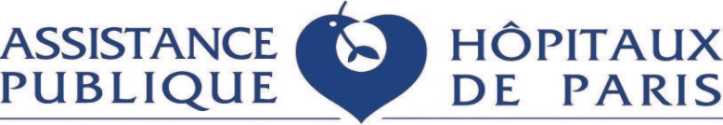 ASSISTANCE
PUBLIQUE
HÔPITAUX
DE PARIS